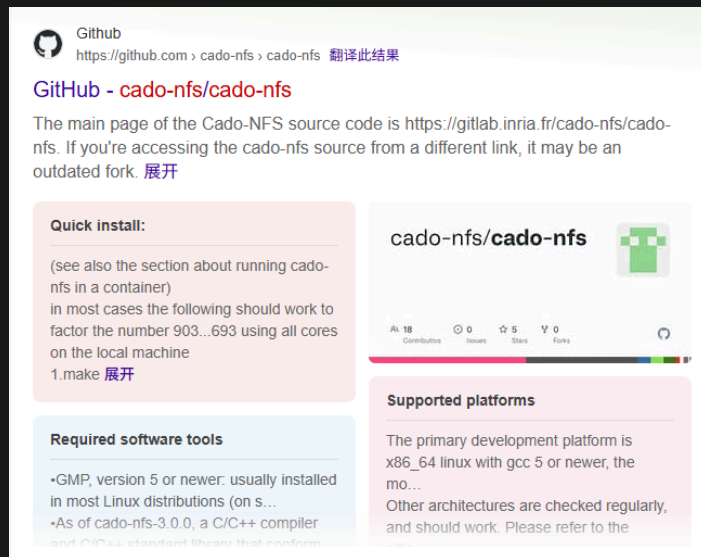 Github
https://github.com › cado-nfs › cado-nfs 翻译此结果
GitHub - cado-nfs/cado-nfs
The main page of the Cado-NFS source code is https://gitlab.inria.fr/cado-nfs/cado-
nfs. If you're accessing the cado-nfs source from a different link, it may be an
outdated fork. 展开
Quick install:
(see also the section about running cado-
nfs in a container)
in most cases the following should work to
factor the number 903...693 using all cores
on the local machine
1.make 展开
cado-nfs/cado-nfs
18 0 5 0
Contributors Issues Stars Forks
Required software tools
•GMP, version 5 or newer: usually installed
in most Linux distributions (on s…
•As of cado-nfs-3.0.0, a C/C++ compiler
and C/C++ standard library that conform
Supported platforms
The primary development platform is
x86_64 linux with gcc 5 or newer, the
mo…
Other architectures are checked regularly,
and should work. Please refer to the